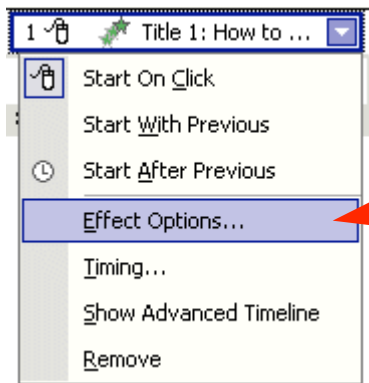 1 Title 1: How to ...
Start On Click
Start With Previous
Start After Previous
Effect Options...
Timing...
Show Advanced Timeline
Remove